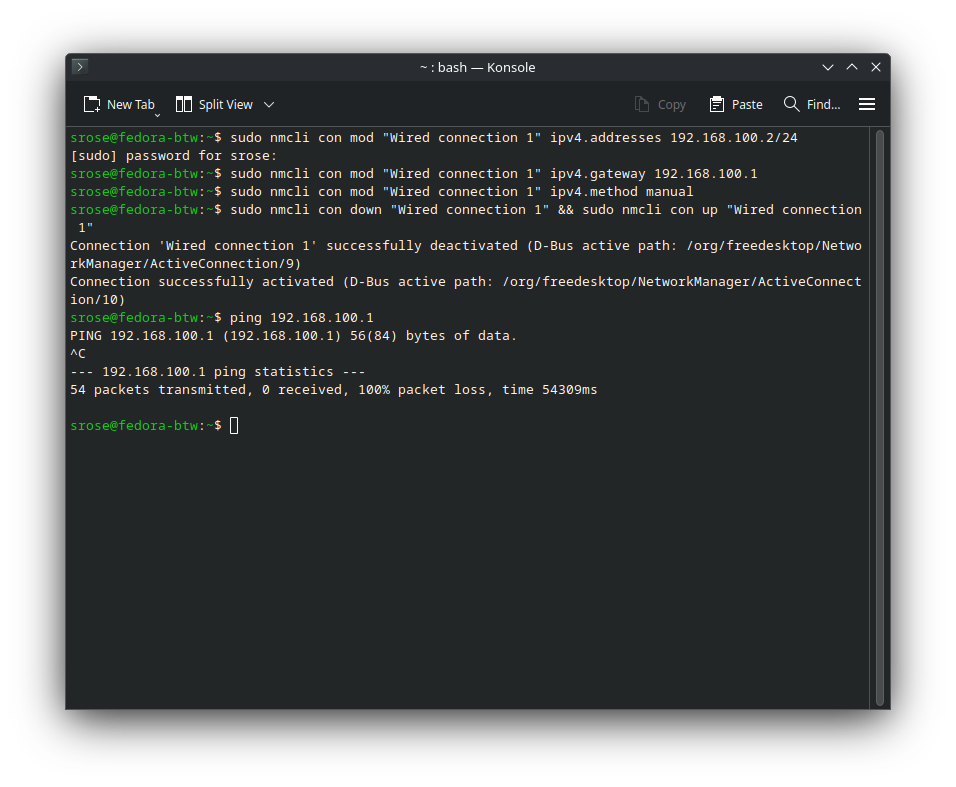 ~ : bash — Konsole
New Tab Split View Copy Paste Find...
srose@fedora-btw:~$ sudo nmcli con mod "Wired connection 1" ipv4.addresses 192.168.100.2/24
[sudo] password for srose:
srose@fedora-btw:~$ sudo nmcli con mod "Wired connection 1" ipv4.gateway 192.168.100.1
srose@fedora-btw:~$ sudo nmcli con mod "Wired connection 1" ipv4.method manual
srose@fedora-btw:~$ sudo nmcli con down "Wired connection 1" && sudo nmcli con up "Wired connection
 1"
Connection 'Wired connection 1' successfully deactivated (D-Bus active path: /org/freedesktop/Netwo
rkManager/ActiveConnection/9)
Connection successfully activated (D-Bus active path: /org/freedesktop/NetworkManager/ActiveConnect
ion/10)
srose@fedora-btw:~$ ping 192.168.100.1
PING 192.168.100.1 (192.168.100.1) 56(84) bytes of data.
^C
--- 192.168.100.1 ping statistics ---
54 packets transmitted, 0 received, 100% packet loss, time 54309ms
srose@fedora-btw:~$